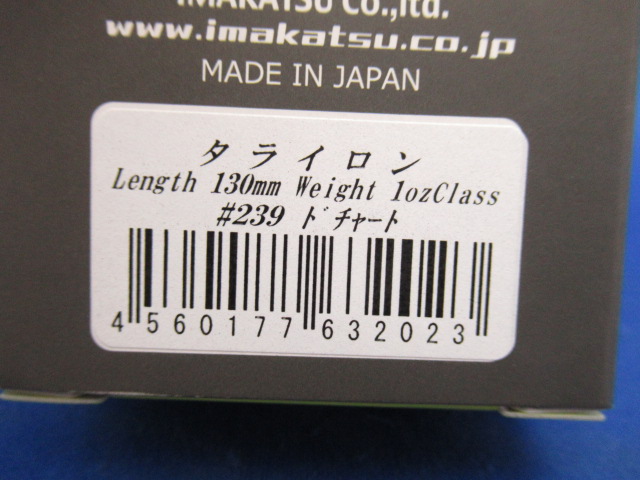 IMAKATSU Co.,ltd.
www.imakatsu.co.jp
MADE IN JAPAN
タライロン
Length 130mm Weight 1ozClass
#239 ﾄﾞﾁｬｰﾄ
4 560177 632023